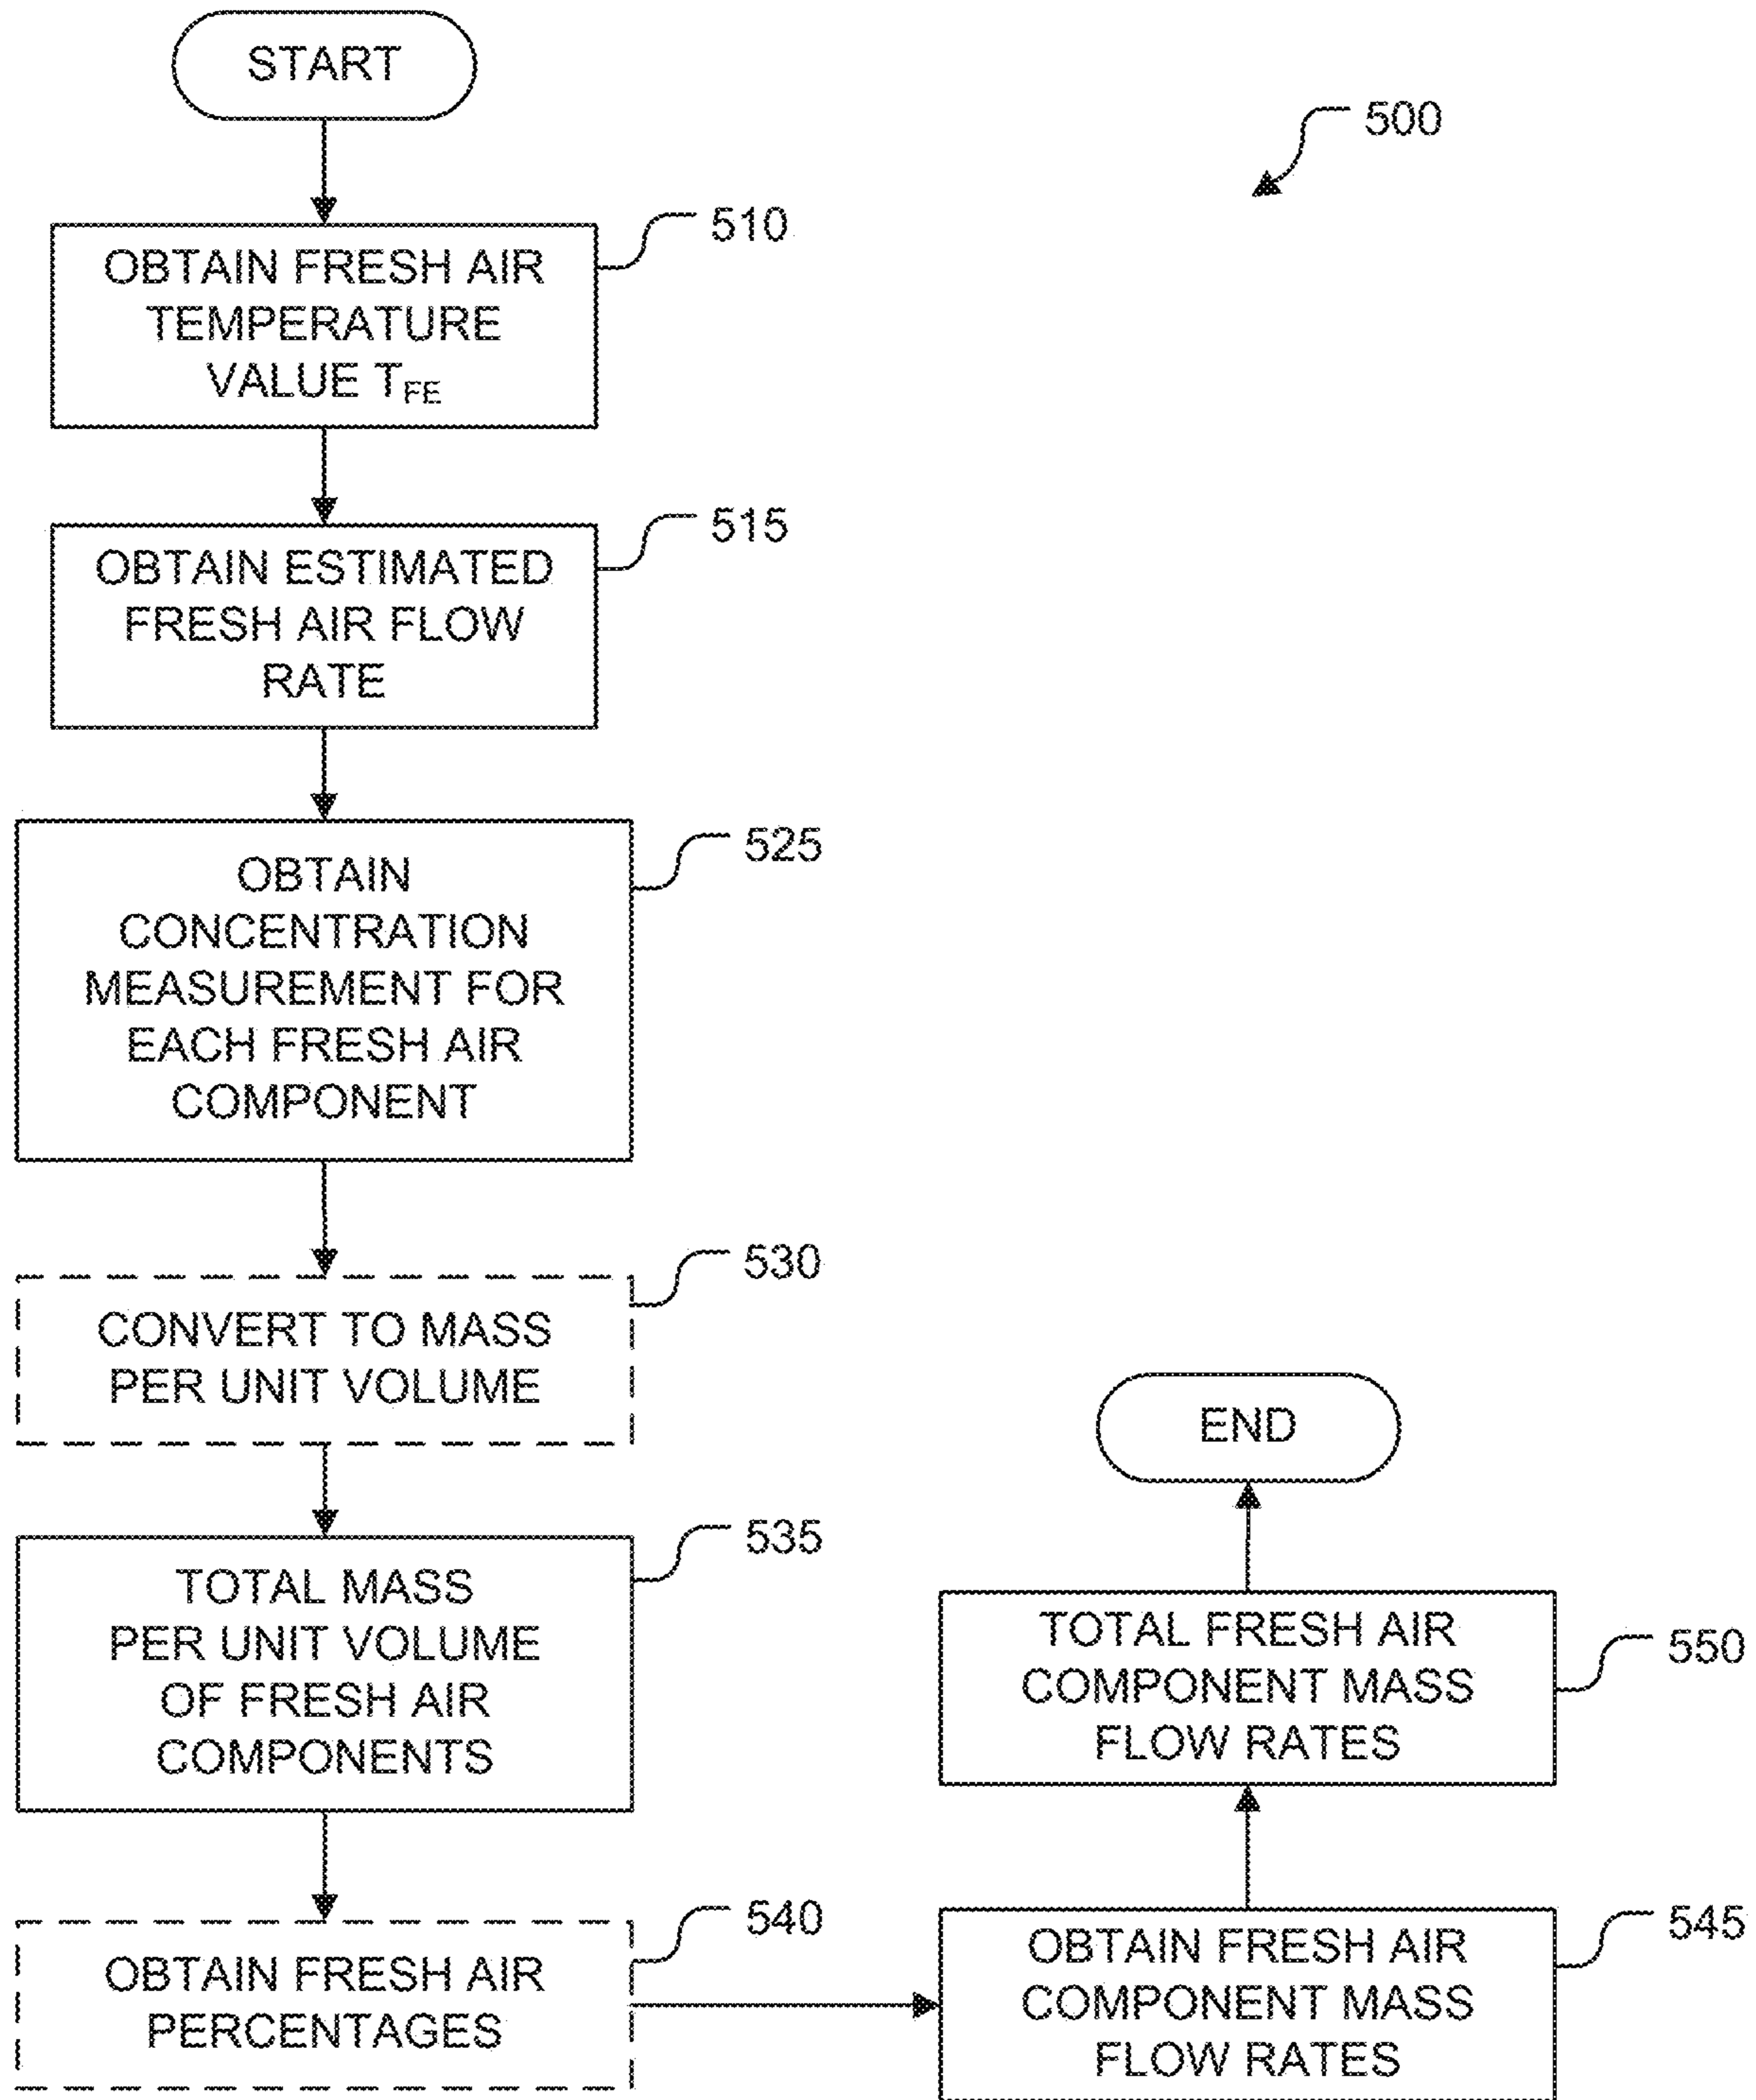 START
500
OBTAIN FRESH AIR
TEMPERATURE
VALUE TFE
510
OBTAIN ESTIMATED
FRESH AIR FLOW
RATE
515
OBTAIN
CONCENTRATION
MEASUREMENT FOR
EACH FRESH AIR
COMPONENT
525
CONVERT TO MASS
PER UNIT VOLUME
530
TOTAL MASS
PER UNIT VOLUME
OF FRESH AIR
COMPONENTS
535
OBTAIN FRESH AIR
PERCENTAGES
540
OBTAIN FRESH AIR
COMPONENT MASS
FLOW RATES
545
TOTAL FRESH AIR
COMPONENT MASS
FLOW RATES
550
END